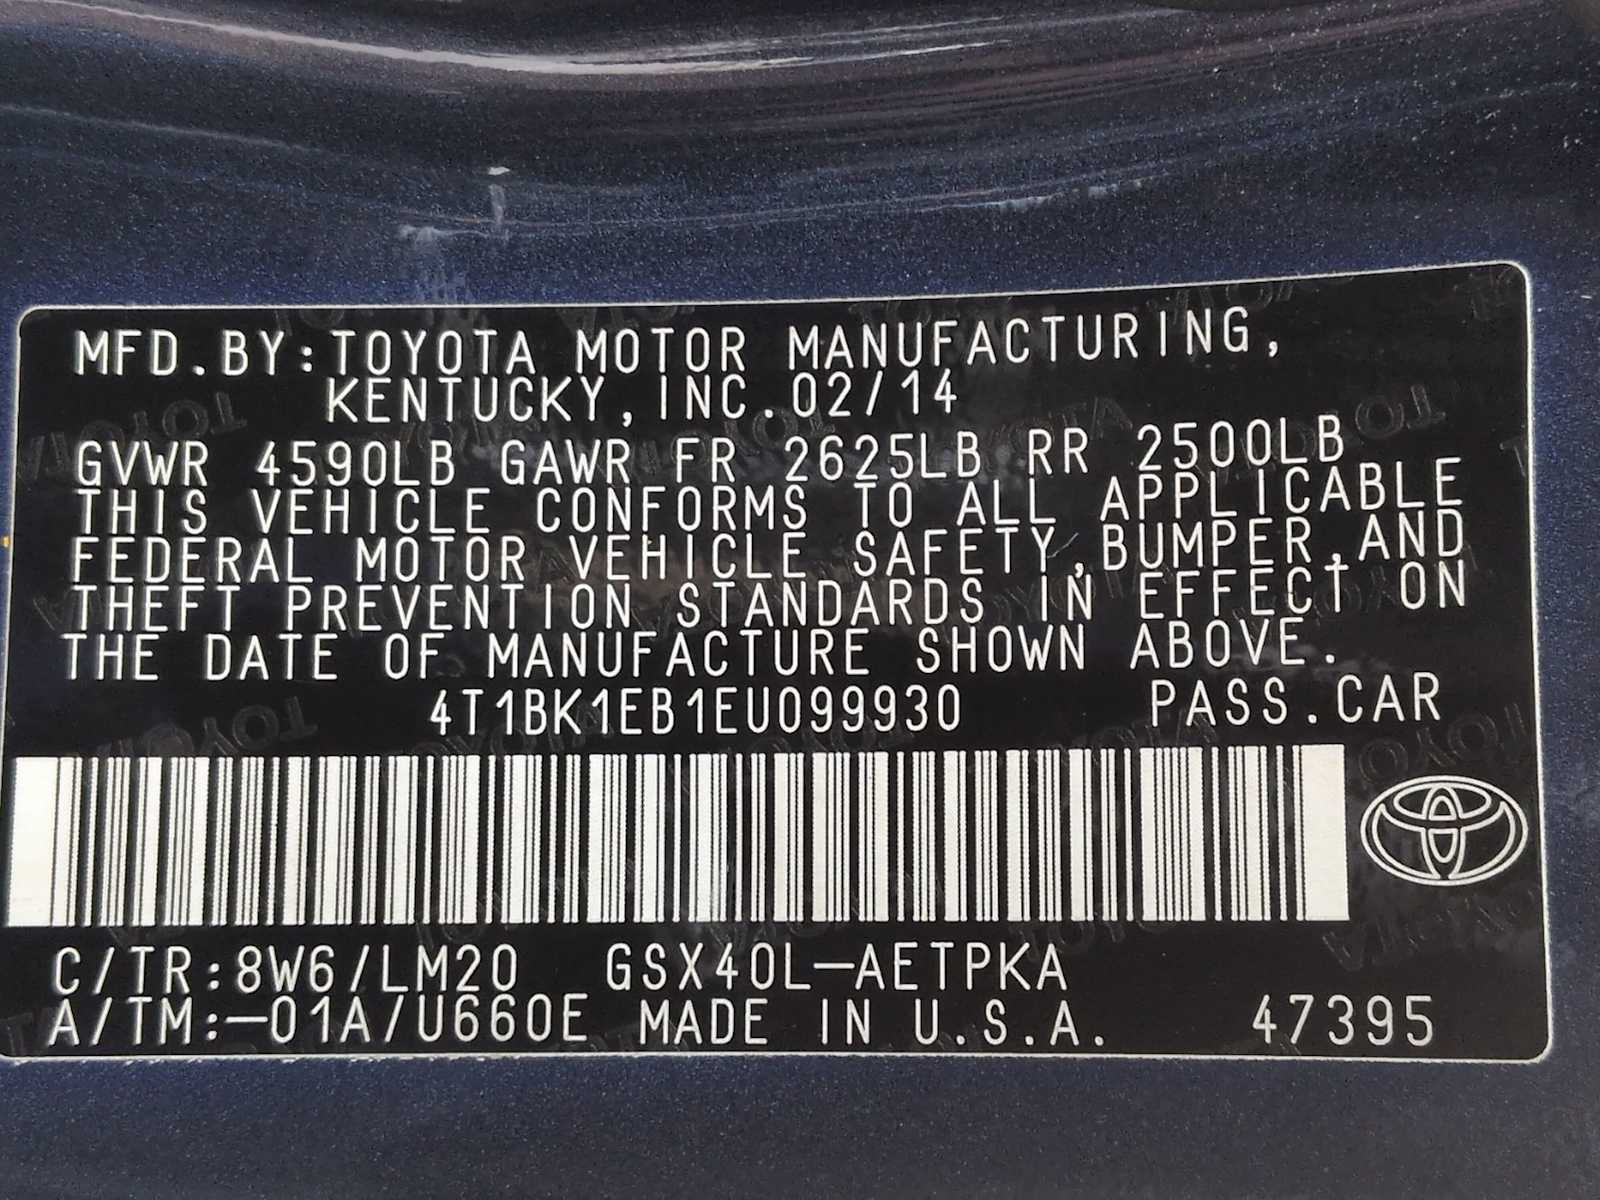 MFD.BY:TOYOTA MOTOR MANUFACTURING,
KENTUCKY,INC.02/14
GVWR 4590LB GAWR FR 2625LB RR 2500LB
THIS VEHICLE CONFORMS TO ALL APPLICABLE
FEDERAL MOTOR VEHICLE SAFETY,BUMPER,AND
THEFT PREVENTION STANDARDS IN EFFECT ON
THE DATE OF MANUFACTURE SHOWN ABOVE.
4T1BK1EB1EU099930 PASS.CAR
C/TR:8W6/LM20 GSX40L-AETPKA
A/TM:-01A/U660E MADE IN U.S.A. 47395